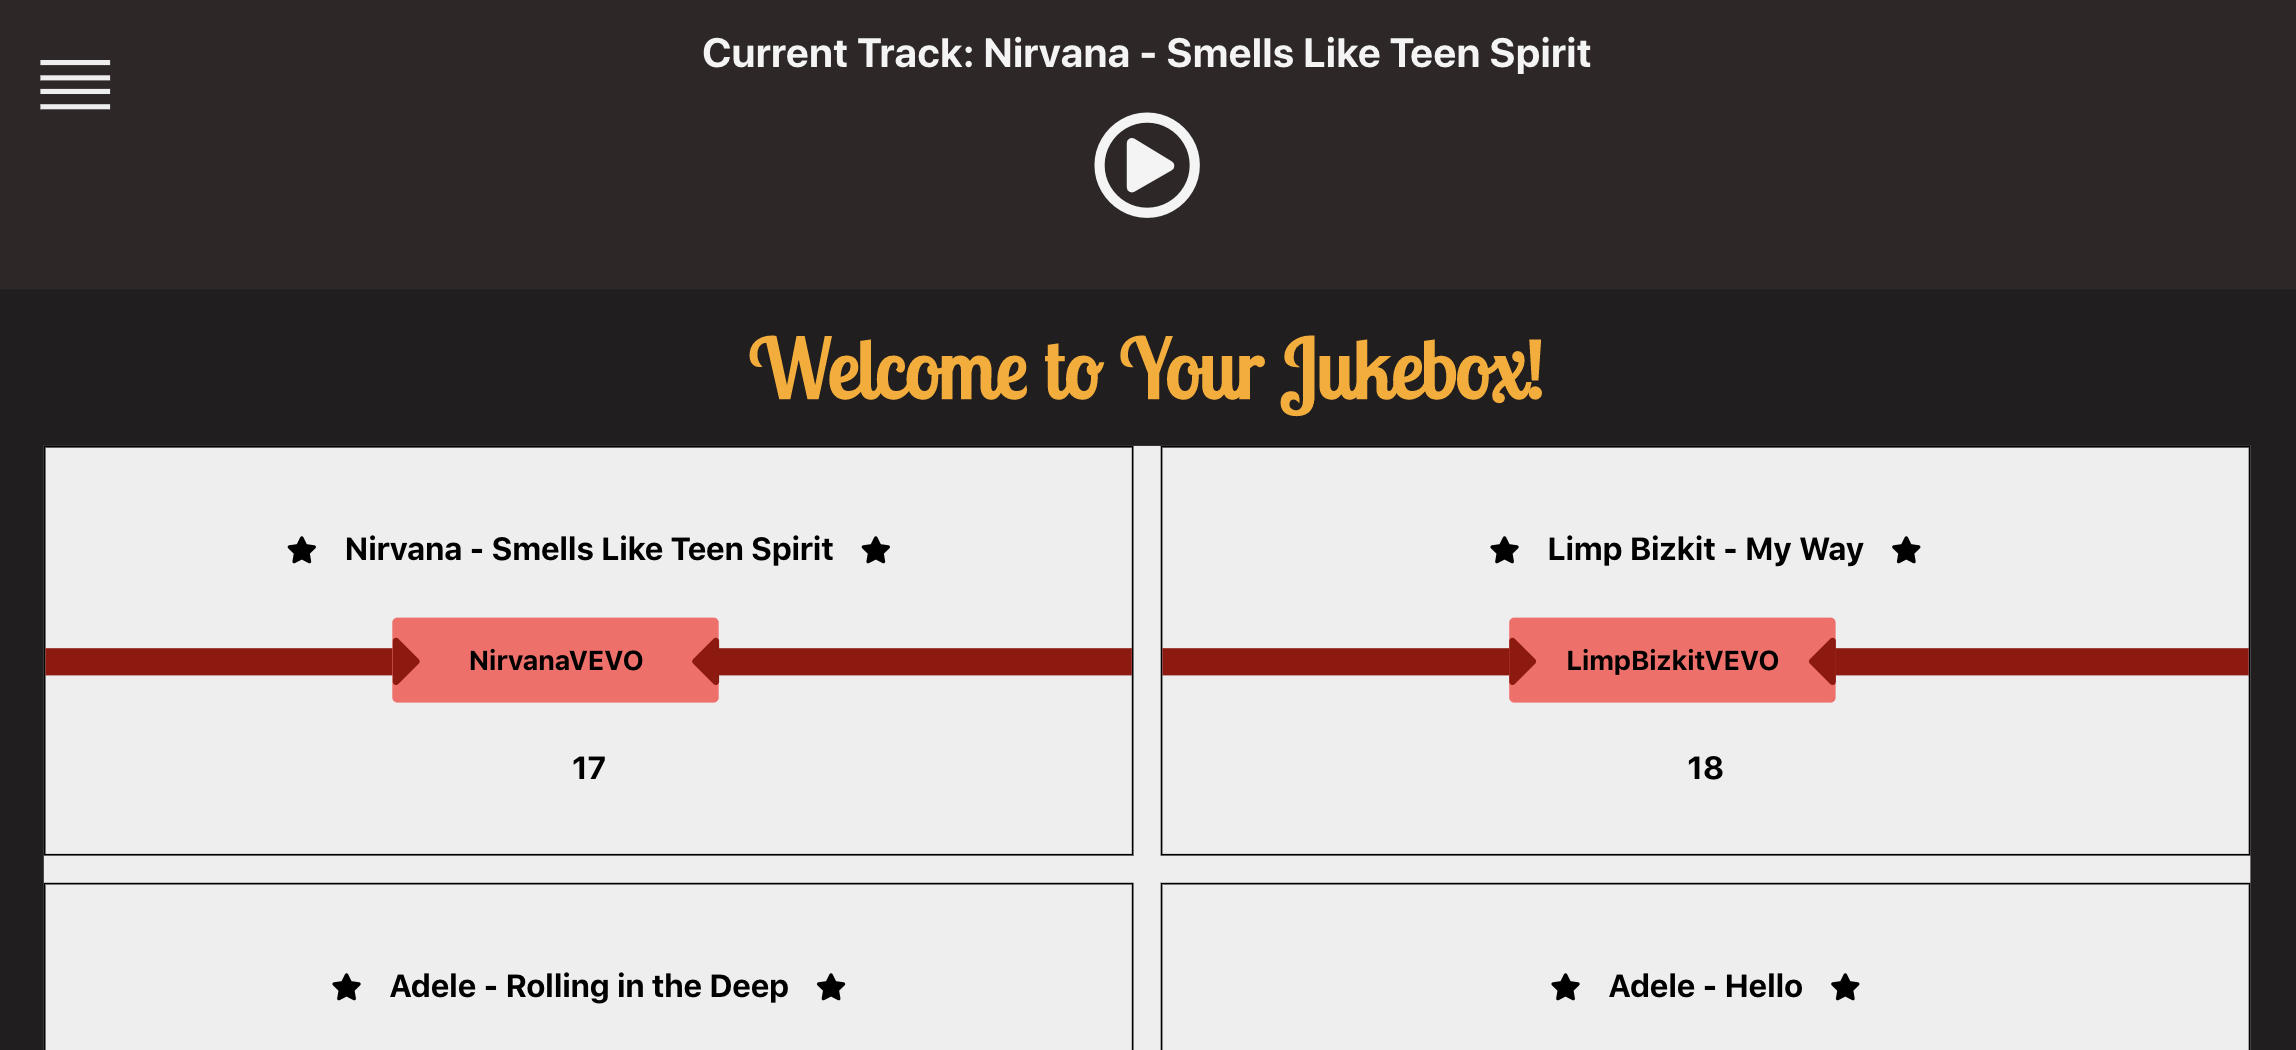 Current Track: Nirvana - Smells Like Teen Spirit
Welcome to Your Jukebox!
Nirvana - Smells Like Teen Spirit
NirvanaVEVO
17
Limp Bizkit - My Way
LimpBizkitVEVO
18
Adele - Rolling in the Deep
Adele - Hello